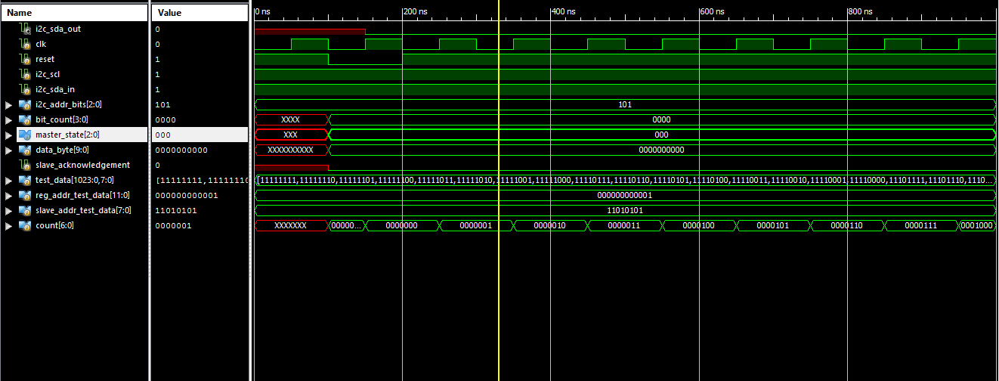 Name Value 0 ns 200 ns 400 ns 600 ns 800 ns
i2c_sda_out 0
clk 0
reset 1
i2c_scl 1
i2c_sda_in 1
i2c_addr_bits[2:0] 101 101
bit_count[3:0] 0000 XXXX 0000
master_state[2:0] 000 XXX 000
data_byte[9:0] 0000000000 XXXXXXXXXX 0000000000
slave_acknowledgement 0
test_data[1023:0,7:0] [11111111,11111110 [11111111,11111110,11111101,11111100,11111011,11111010,11111001,11111000,11110111,11110110,11110101,11110100,11110011,11110010,11110001,11110000,11101111,11101110,1110...
reg_addr_test_data[11:0] 000000000001 000000000001
slave_addr_test_data[7:0] 11010101 11010101
count[6:0] 0000001 XXXXXXX 00000... 0000000 0000001 0000010 0000011 0000100 0000101 0000110 0000111 0001000